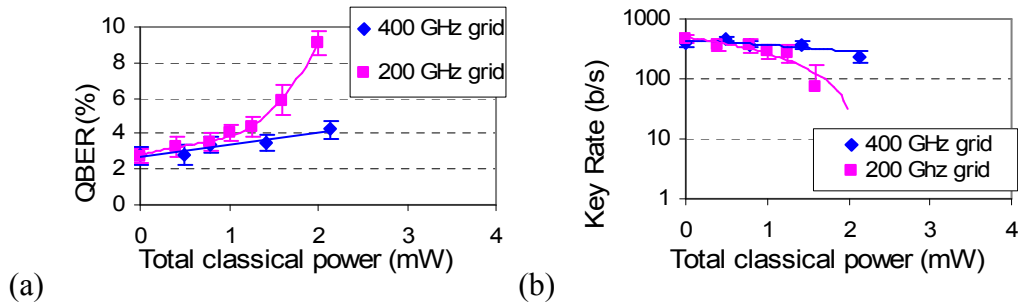 10
8
6
4
2
0
QBER (%)
400 GHz grid
200 GHz grid
0 1 2 3 4
Total classical power (mW)
(a)
1000
100
10
1
Key Rate (b/s)
400 GHz grid
200 Ghz grid
0 1 2 3 4
Total classical power (mW)
(b)